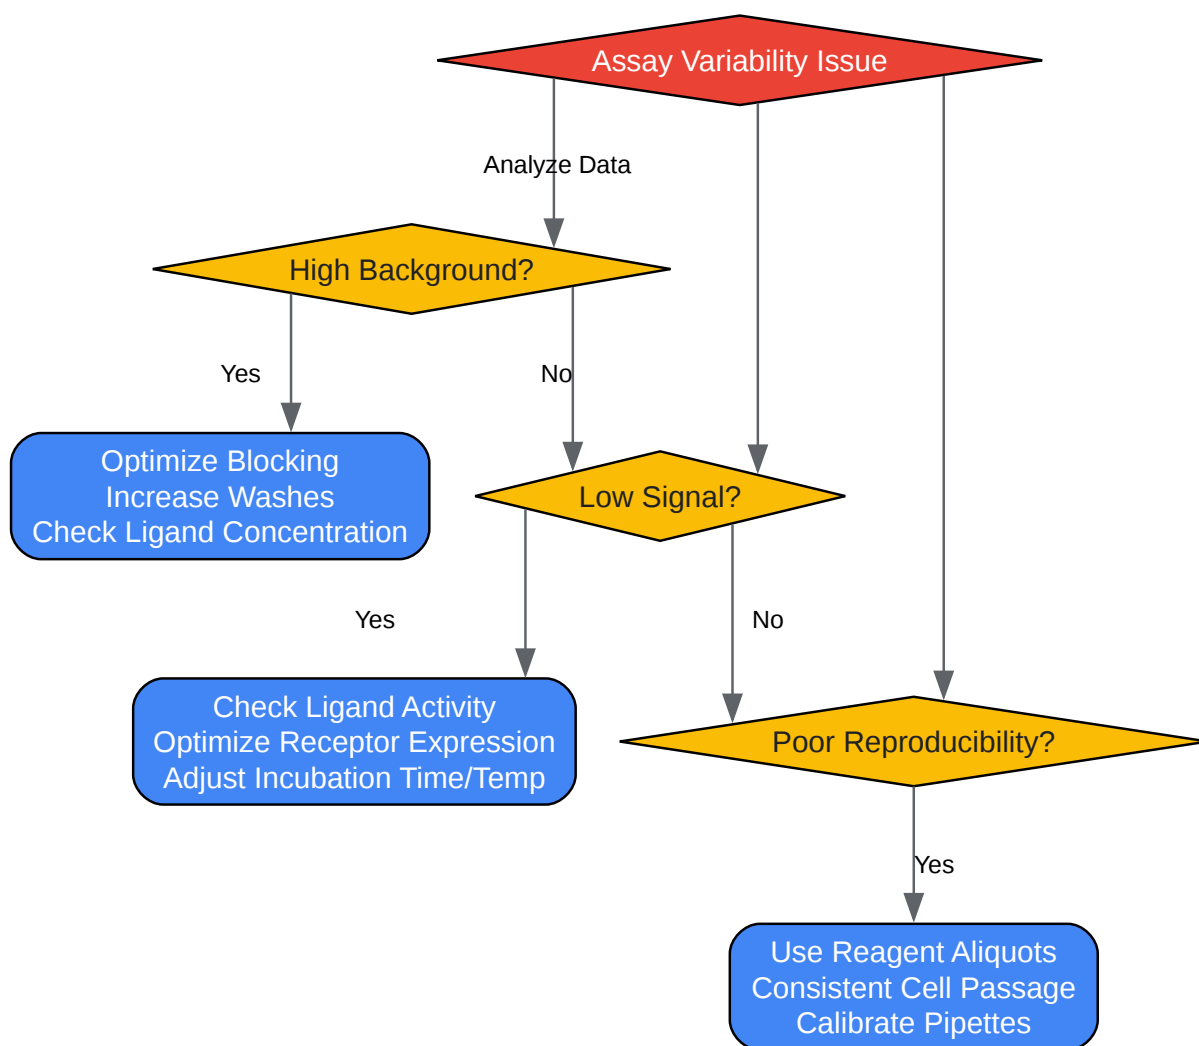 Assay Variability Issue
Analyze Data
High Background?
Yes
No
Optimize Blocking
Increase Washes
Check Ligand Concentration
Low Signal?
Yes
No
Check Ligand Activity
Optimize Receptor Expression
Adjust Incubation Time/Temp
Poor Reproducibility?
Yes
Use Reagent Aliquots
Consistent Cell Passage
Calibrate Pipettes